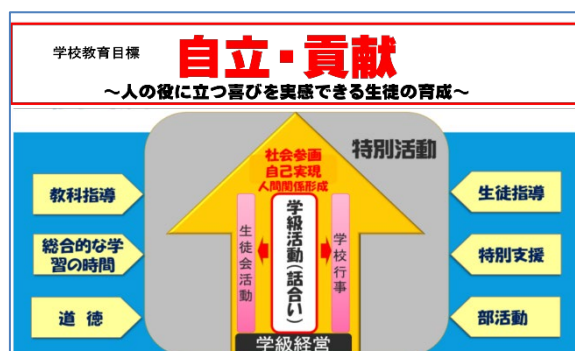 学校教育目標
自立・貢献
～人の役に立つ喜びを実感できる生徒の育成～
特別活動
社会参画
自己実現
人間関係形成
教科指導
総合的な学
習の時間
道徳
生徒会活動
学級活動（話合い）
学校行事
生徒指導
特別支援
部活動
学級経営